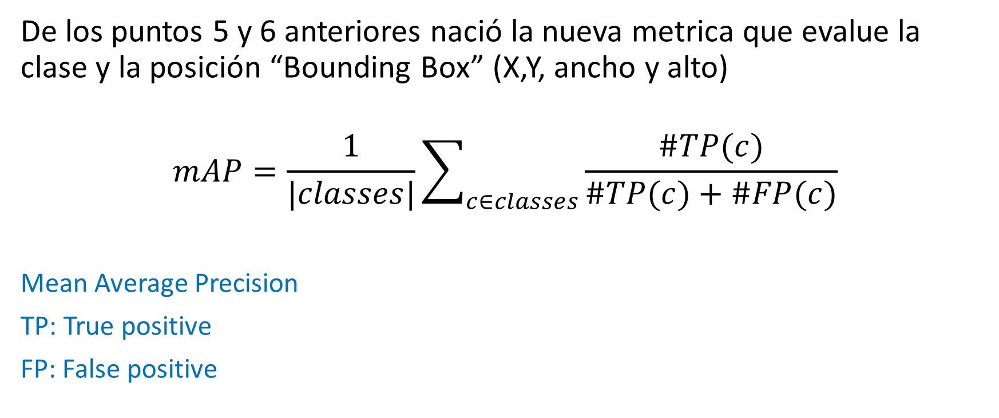 De los puntos 5 y 6 anteriores nació la nueva metrica que evalue la
clase y la posición “Bounding Box” (X,Y, ancho y alto)
mAP = \frac{1}{|classes|} \sum_{c∈classes} \frac{#TP(c)}{#TP(c) + #FP(c)}
Mean Average Precision
TP: True positive
FP: False positive